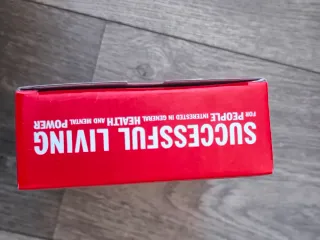 SUCCESSFUL LIVING
FOR PEOPLE INTERESTED IN GENERAL HEALTH AND MENTAL POWER